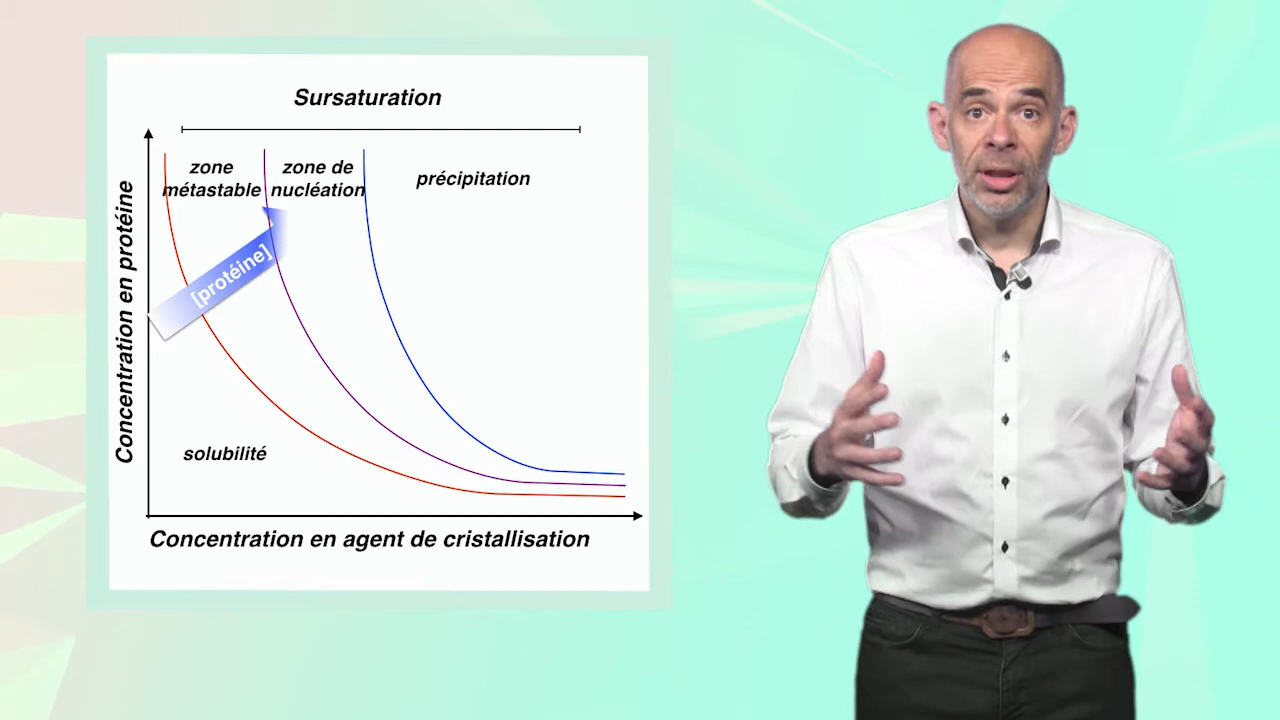 Sursaturation
zone
métastable
zone de
nucléation
précipitation
[protéine]
Concentration en protéine
solubilité
Concentration en agent de cristallisation